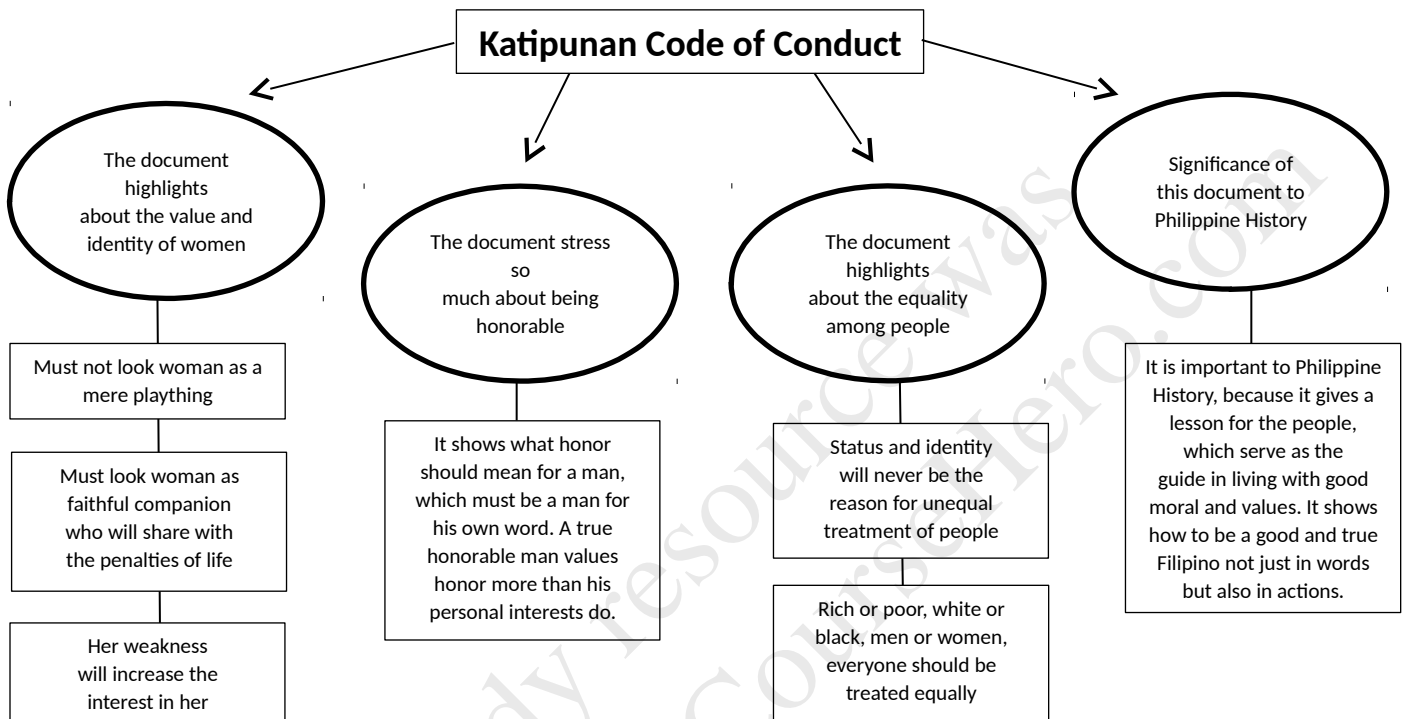 Katipunan Code of Conduct
The document
highlights
about the value and
identity of women
Must not look woman as a
mere plaything
Must look woman as
faithful companion
who will share with
the penalties of life
Her weakness
will increase the
interest in her
The document stress
so
much about being
honorable
It shows what honor
should mean for a man,
which must be a man for
his own word. A true
honorable man values
honor more than his
personal interests do.
The document
highlights
about the equality
among people
Status and identity
will never be the
reason for unequal
treatment of people
Rich or poor, white or
black, men or women,
everyone should be
treated equally
Significance of
this document to
Philippine History
It is important to Philippine
History, because it gives a
lesson for the people,
which serve as the
guide in living with good
moral and values. It shows
how to be a good and true
Filipino not just in words
but also in actions.
resource was
CourseHero.com